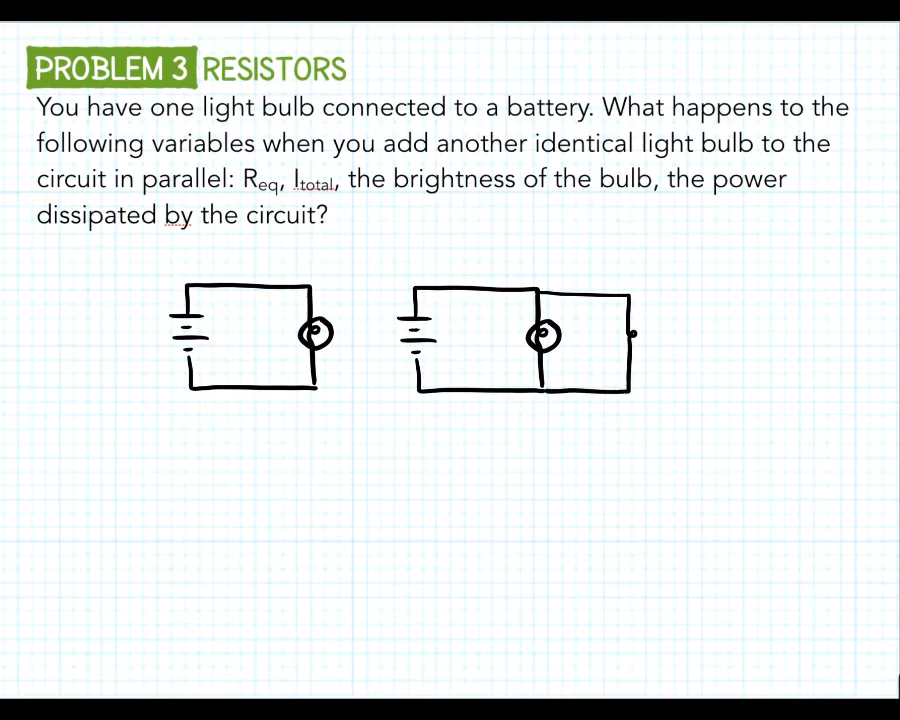 PROBLEM 3 RESISTORS
You have one light bulb connected to a battery. What happens to the
following variables when you add another identical light bulb to the
circuit in parallel: Req, Itotal, the brightness of the bulb, the power
dissipated by the circuit?